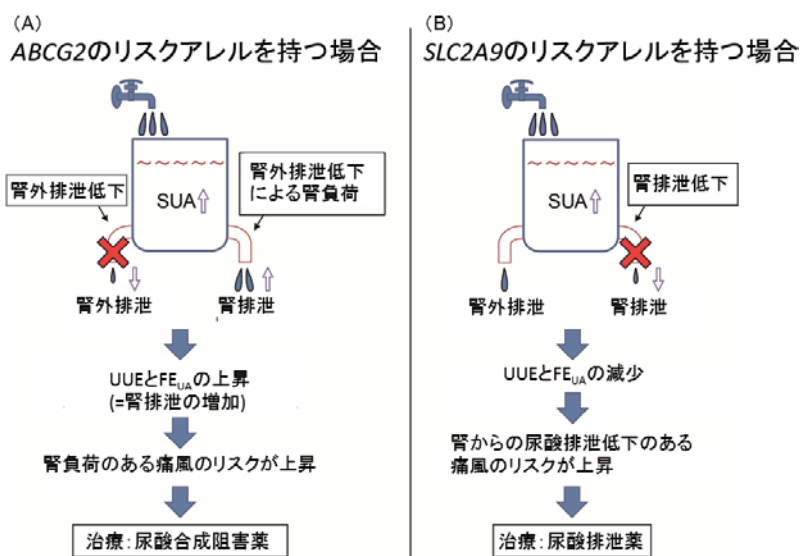 (A)
ABCG2のリスクアレルを持つ場合
腎外排泄低下
腎外排泄低下
による腎負荷
SUA
腎外排泄
腎排泄
UUEとFEUAの上昇
(=腎排泄の増加)
腎負荷のある痛風のリスクが上昇
治療：尿酸合成阻害薬
(B)
SLC2A9のリスクアレルを持つ場合
腎排泄低下
SUA
腎外排泄
腎排泄
UUEとFEUAの減少
腎からの尿酸排泄低下のある
痛風のリスクが上昇
治療：尿酸排泄薬